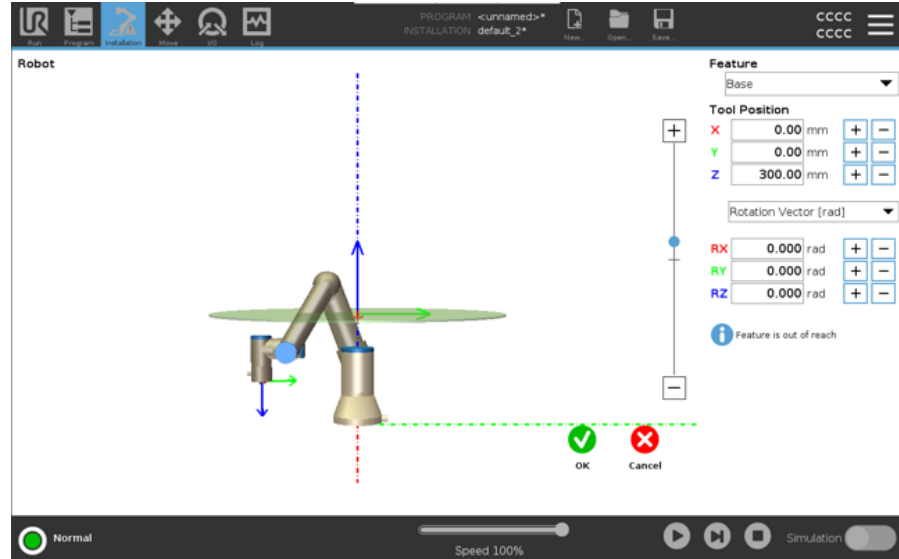 PROGRAM <unnamed>*
INSTALLATION default_2*
UR
Run
Program
Installation
Move
I/O
Log
New...
Open...
Save...
cccc
cccc
Robot
Feature
Base
Tool Position
X 0.00 mm + −
Y 0.00 mm + −
Z 300.00 mm + −
Rotation Vector [rad]
RX 0.000 rad + −
RY 0.000 rad + −
RZ 0.000 rad + −
i Feature is out of reach
+
−
OK
Cancel
Normal
Speed 100%
Simulation